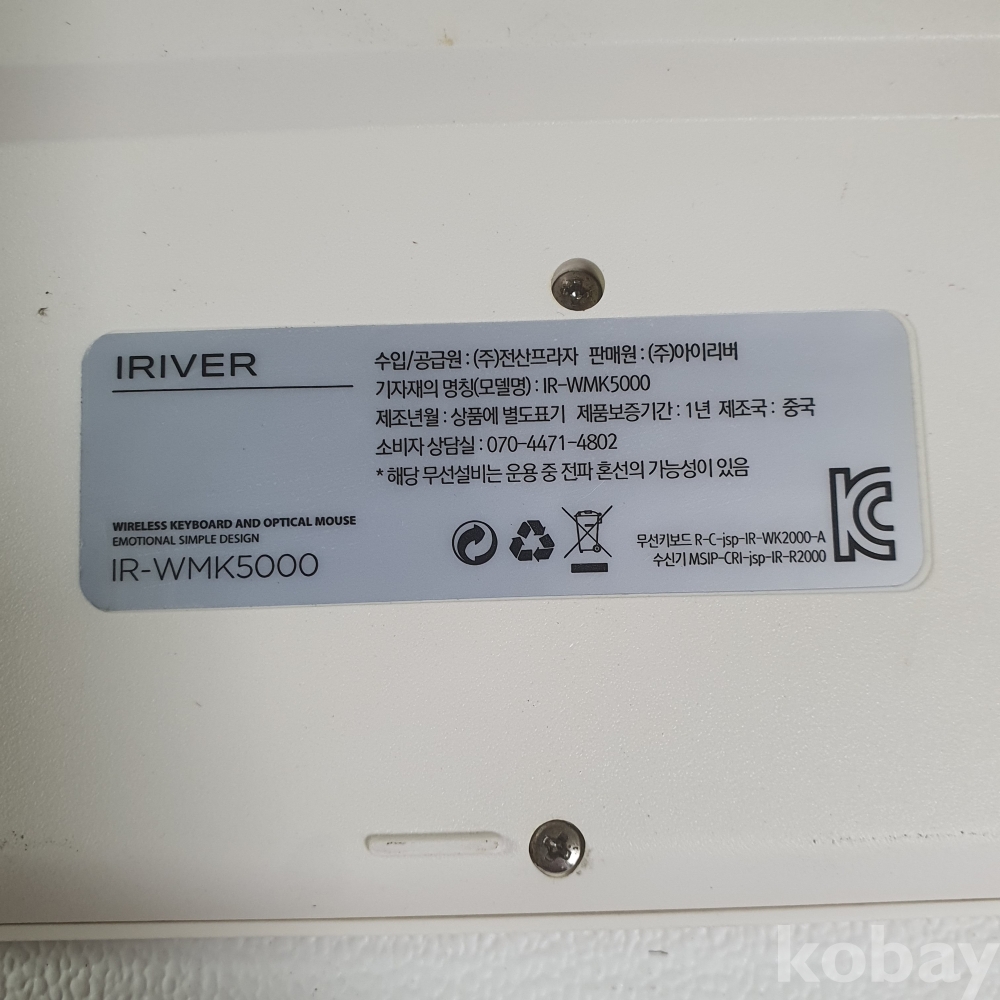 IRIVER
수입/공급원 : (주)전산프라자 판매원 : (주)아이리버
기자재의 명칭(모델명) : IR-WMK5000
제조년월 : 상품에 별도표기 제품보증기간 : 1년 제조국 : 중국
소비자 상담실 : 070-4471-4802
* 해당 무선설비는 운용 중 전파 혼선의 가능성이 있음
WIRELESS KEYBOARD AND OPTICAL MOUSE
EMOTIONAL SIMPLE DESIGN
IR-WMK5000
무선키보드 R-C-jsp-IR-WK2000-A
수신기 MSIP-CRI-jsp-IR-R2000
KC
kobay